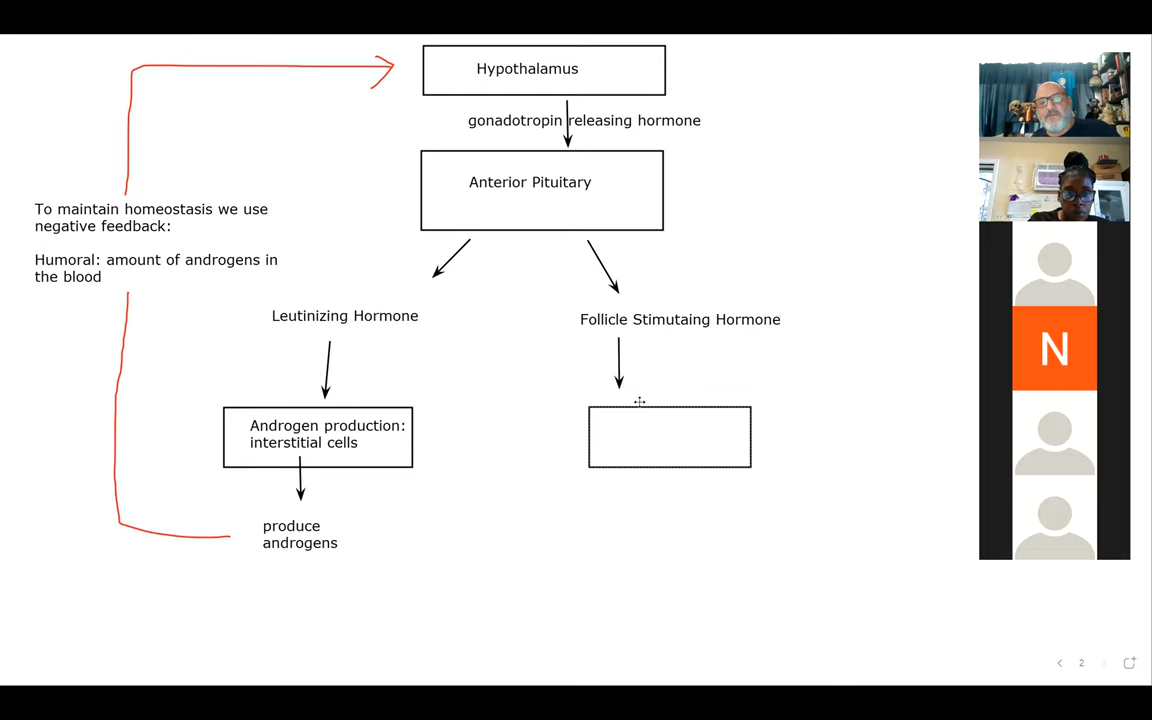 Hypothalamus
gonadotropin releasing hormone
Anterior Pituitary
To maintain homeostasis we use
negative feedback:
Humoral: amount of androgens in
the blood
Leutinizing Hormone
Follicle Stimutaing Hormone
N
Androgen production:
interstitial cells
produce
androgens
2